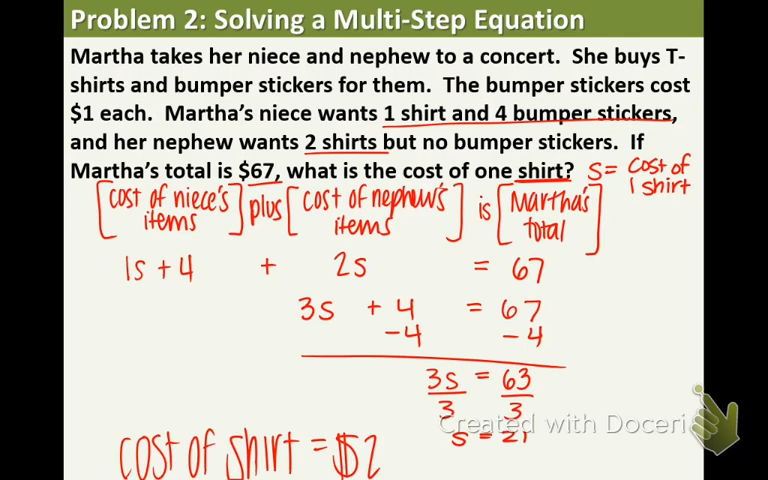 Problem 2: Solving a Multi-Step Equation
Martha takes her niece and nephew to a concert. She buys T-
shirts and bumper stickers for them. The bumper stickers cost
$1 each. Martha's niece wants 1 shirt and 4 bumper stickers,
and her nephew wants 2 shirts but no bumper stickers. If
Martha's total is $67, what is the cost of one shirt? s = cost of
1 shirt
[cost of niece's items] plus [cost of nephew's items] is [Martha's total]
1s + 4 + 2s = 67
3s + 4 = 67
-4 -4
3s = 63
3 3
s = 21
Created with Doceri
cost of shirt = $2